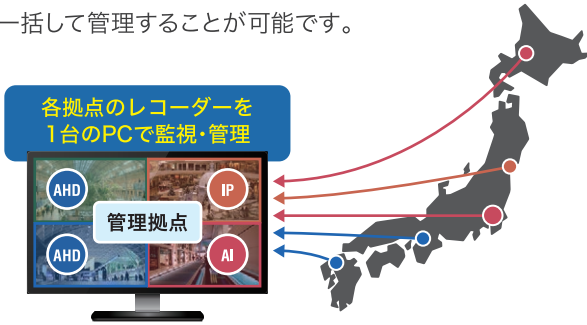 一括して管理することが可能です。
各拠点のレコーダーを
1台のPCで監視・管理
AHD
IP
管理拠点
AHD
AI